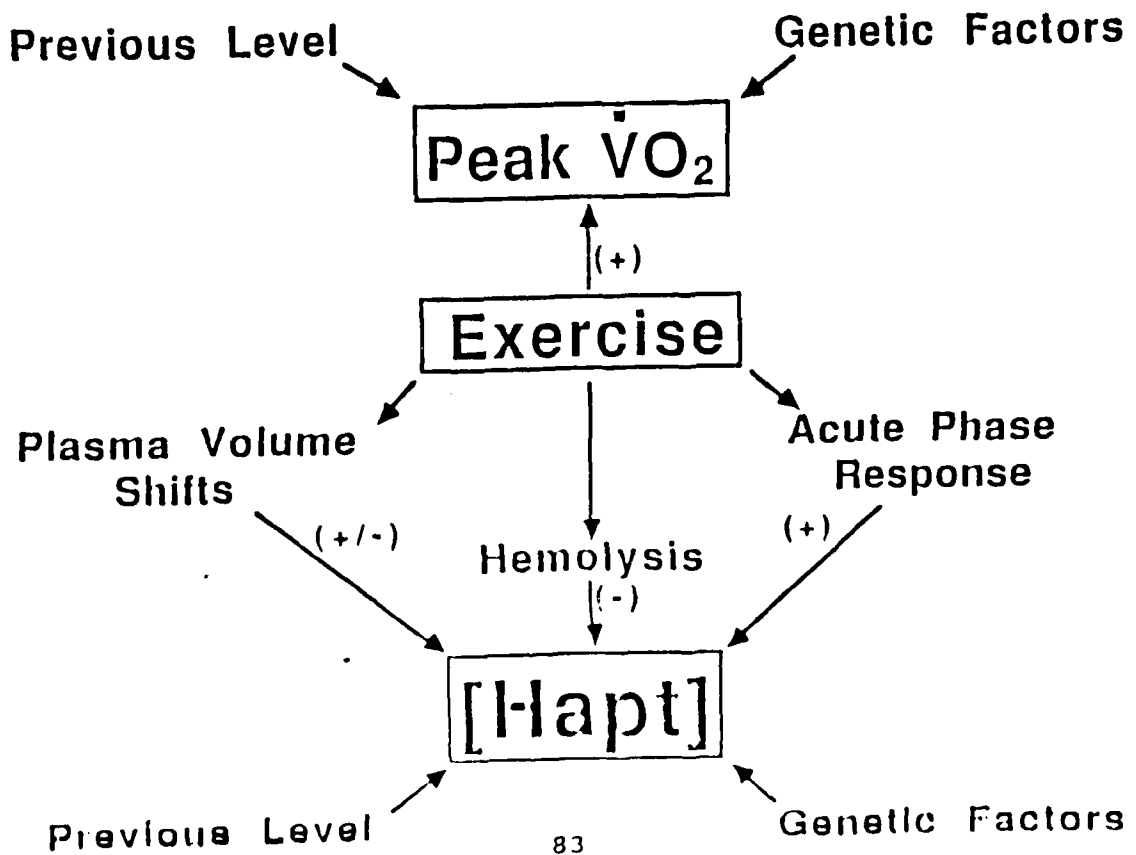 Previous Level
Genetic Factors
Peak V̇O₂
(+)
Exercise
Plasma Volume
Shifts
Acute Phase
Response
(+/-)
(+)
Hemolysis
(-)
[Hapt]
Previous Level
Genetic Factors
83